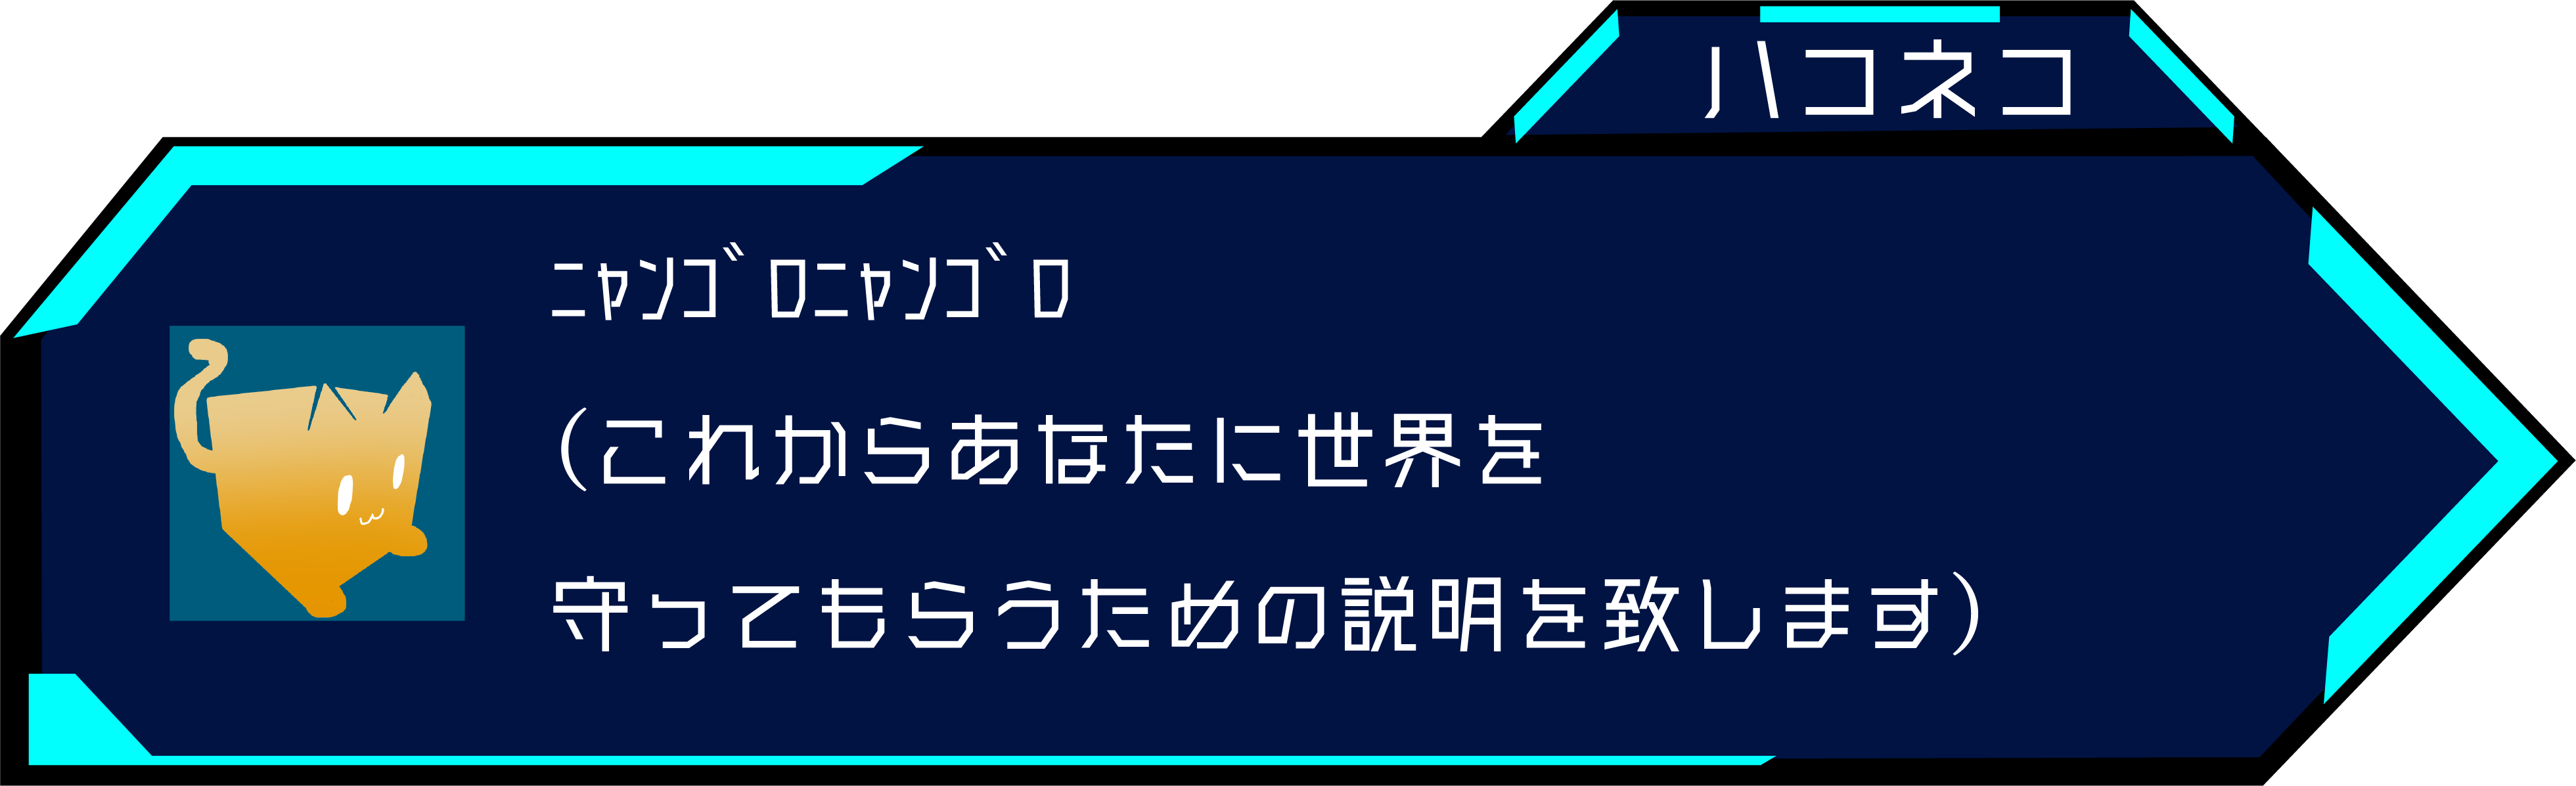 ハコネコ
ﾆｬﾝｺﾞﾛﾆｬﾝｺﾞﾛ
（これからあなたに世界を
守ってもらうための説明を致します）